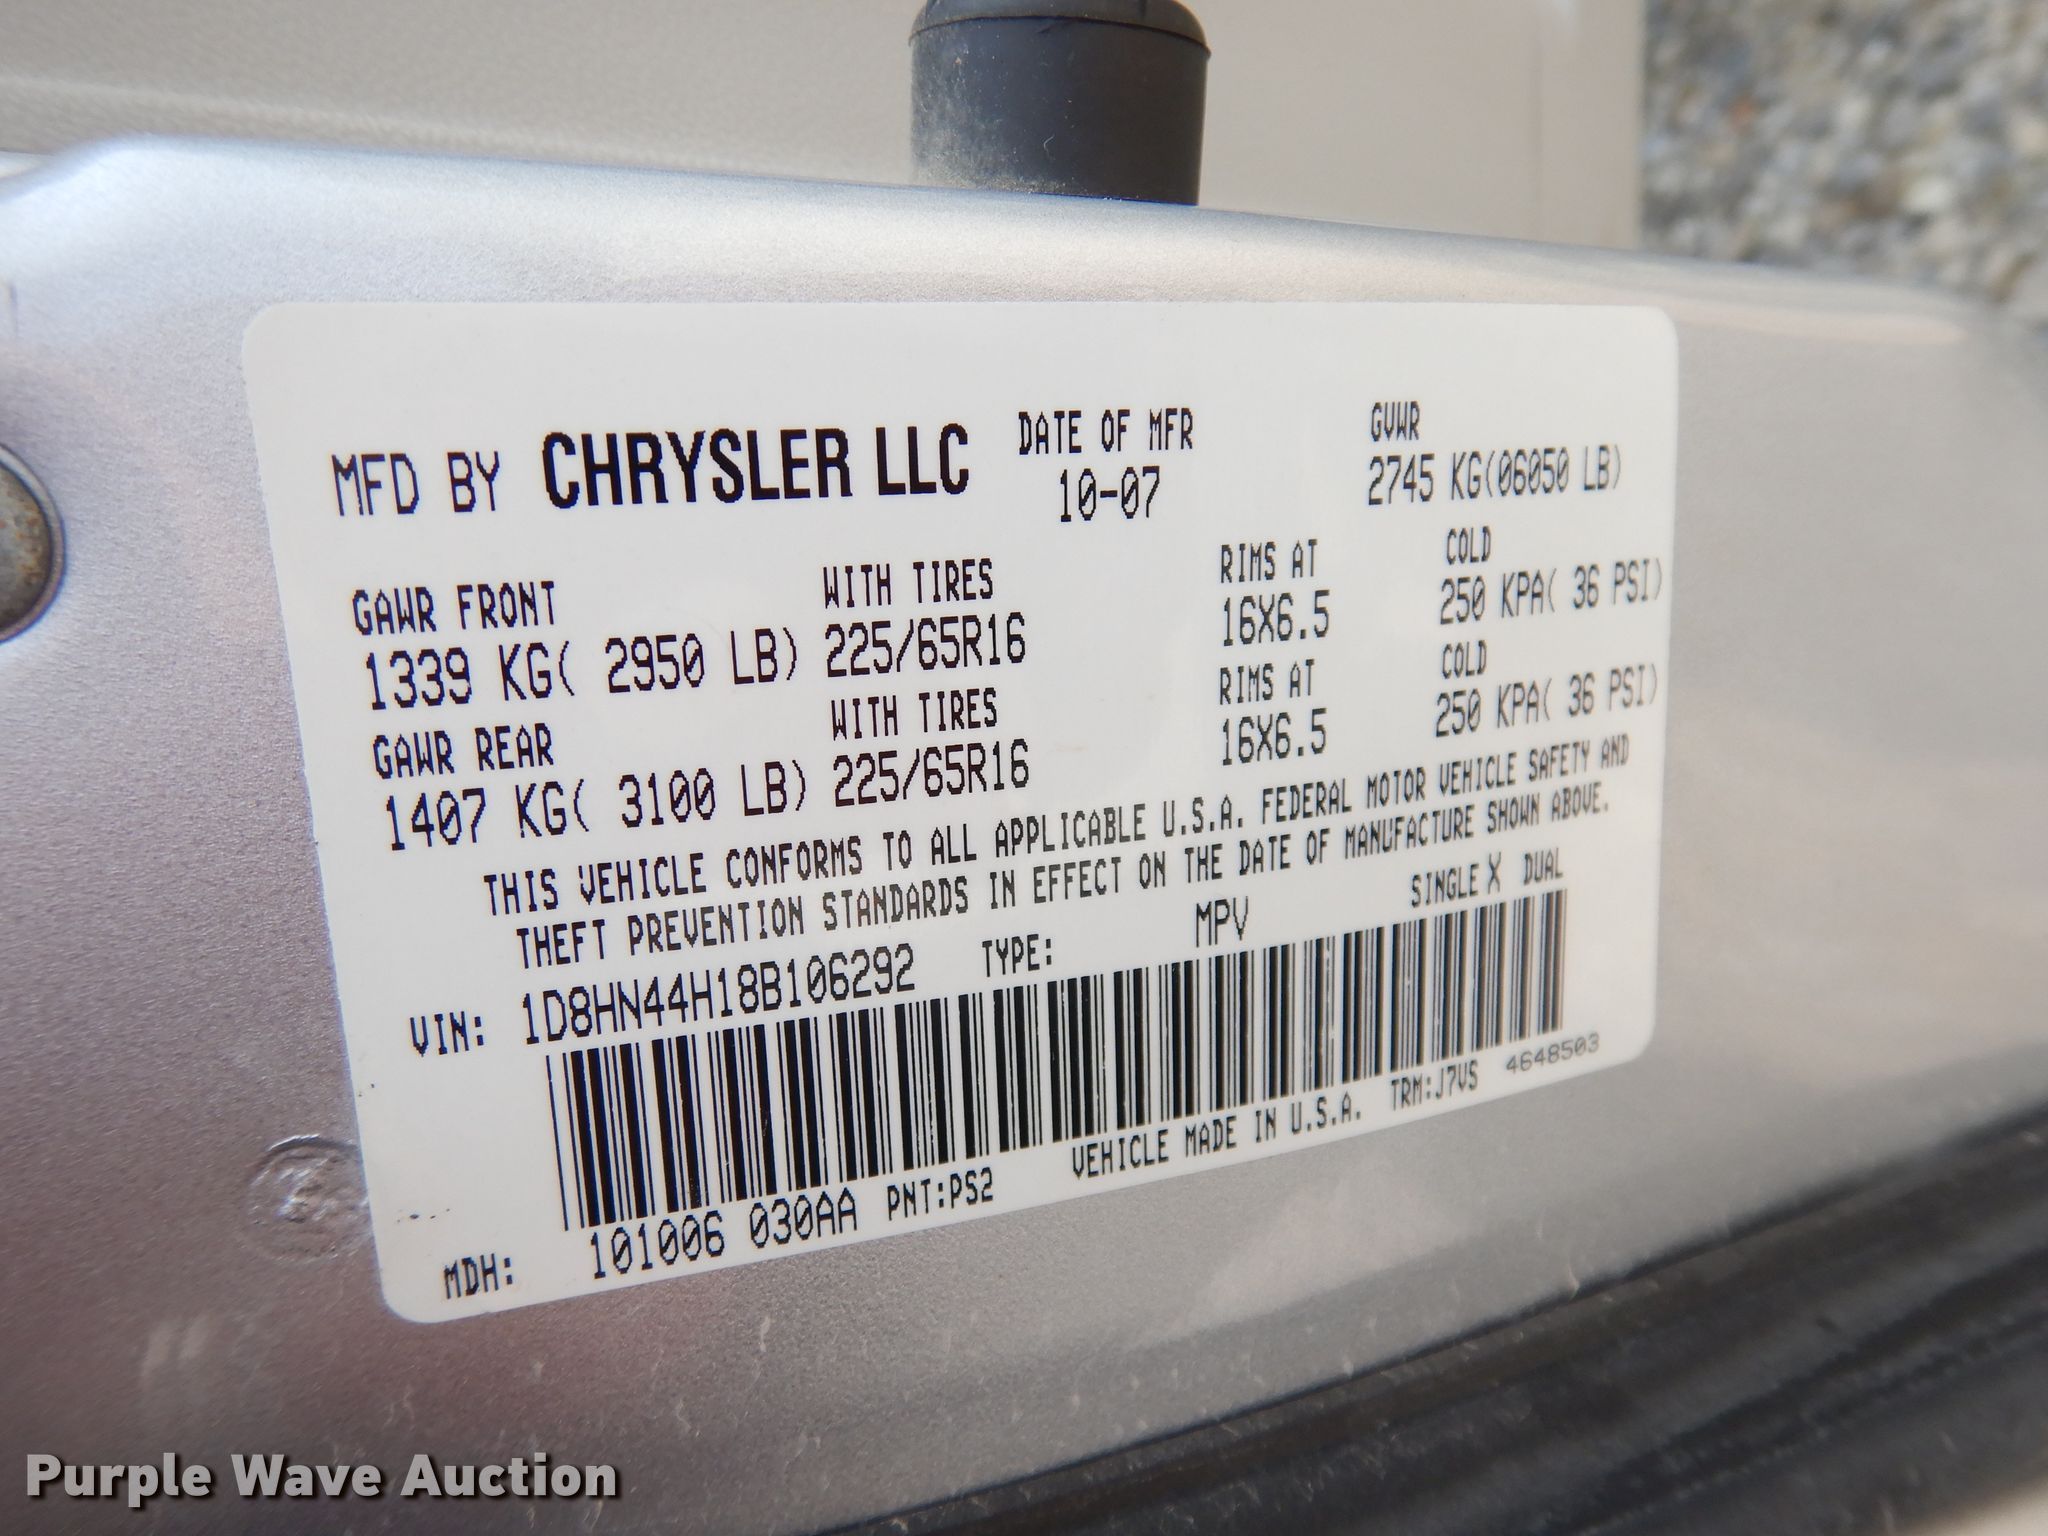 MFD BY CHRYSLER LLC DATE OF MFR GVWR
10-07 2745 KG(06050 LB)
GAWR FRONT WITH TIRES RIMS AT COLD
1339 KG( 2950 LB) 225/65R16 16X6.5 250 KPA( 36 PSI)
GAWR REAR WITH TIRES RIMS AT COLD
1407 KG( 3100 LB) 225/65R16 16X6.5 250 KPA( 36 PSI)
THIS VEHICLE CONFORMS TO ALL APPLICABLE U.S.A. FEDERAL MOTOR VEHICLE SAFETY AND
THEFT PREVENTION STANDARDS IN EFFECT ON THE DATE OF MANUFACTURE SHOWN ABOVE.
VIN: 1D8HN44H18B106292 TYPE: MPV SINGLE X DUAL
MDH: 101006 030AA PNT:PS2 VEHICLE MADE IN U.S.A. TRM:J7VS 4648503
Purple Wave Auction